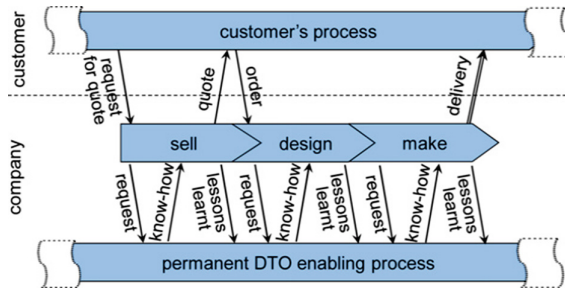 customer
customer's process
request
for quote
quote
order
delivery
company
sell
design
make
request
know-how
lessons
learnt
request
know-how
lessons
learnt
request
know-how
lessons
learnt
permanent DTO enabling process